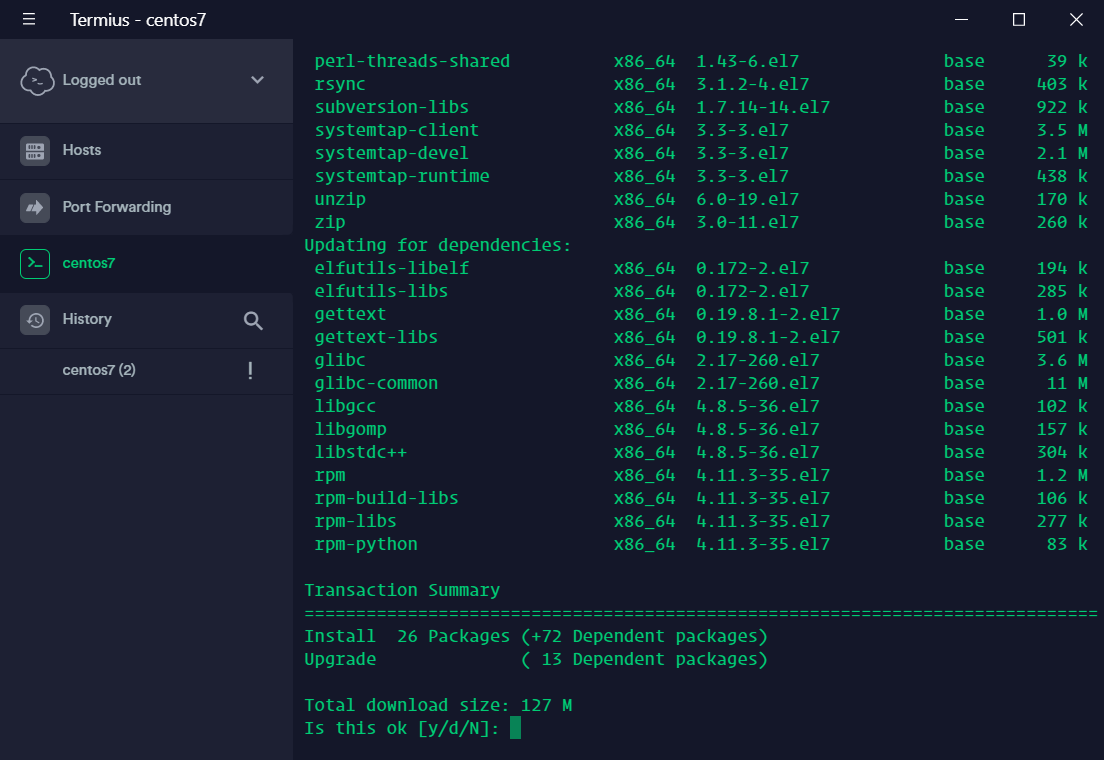 Termius - centos7
Logged out
Hosts
Port Forwarding
centos7
History
centos7 (2)
perl-threads-shared x86_64 1.43-6.el7 base 39 k
rsync x86_64 3.1.2-4.el7 base 403 k
subversion-libs x86_64 1.7.14-14.el7 base 922 k
systemtap-client x86_64 3.3-3.el7 base 3.5 M
systemtap-devel x86_64 3.3-3.el7 base 2.1 M
systemtap-runtime x86_64 3.3-3.el7 base 438 k
unzip x86_64 6.0-19.el7 base 170 k
zip x86_64 3.0-11.el7 base 260 k
Updating for dependencies:
elfutils-libelf x86_64 0.172-2.el7 base 194 k
elfutils-libs x86_64 0.172-2.el7 base 285 k
gettext x86_64 0.19.8.1-2.el7 base 1.0 M
gettext-libs x86_64 0.19.8.1-2.el7 base 501 k
glibc x86_64 2.17-260.el7 base 3.6 M
glibc-common x86_64 2.17-260.el7 base 11 M
libgcc x86_64 4.8.5-36.el7 base 102 k
libgomp x86_64 4.8.5-36.el7 base 157 k
libstdc++ x86_64 4.8.5-36.el7 base 304 k
rpm x86_64 4.11.3-35.el7 base 1.2 M
rpm-build-libs x86_64 4.11.3-35.el7 base 106 k
rpm-libs x86_64 4.11.3-35.el7 base 277 k
rpm-python x86_64 4.11.3-35.el7 base 83 k
Transaction Summary
=============================================================================
Install 26 Packages (+72 Dependent packages)
Upgrade ( 13 Dependent packages)
Total download size: 127 M
Is this ok [y/d/N]: